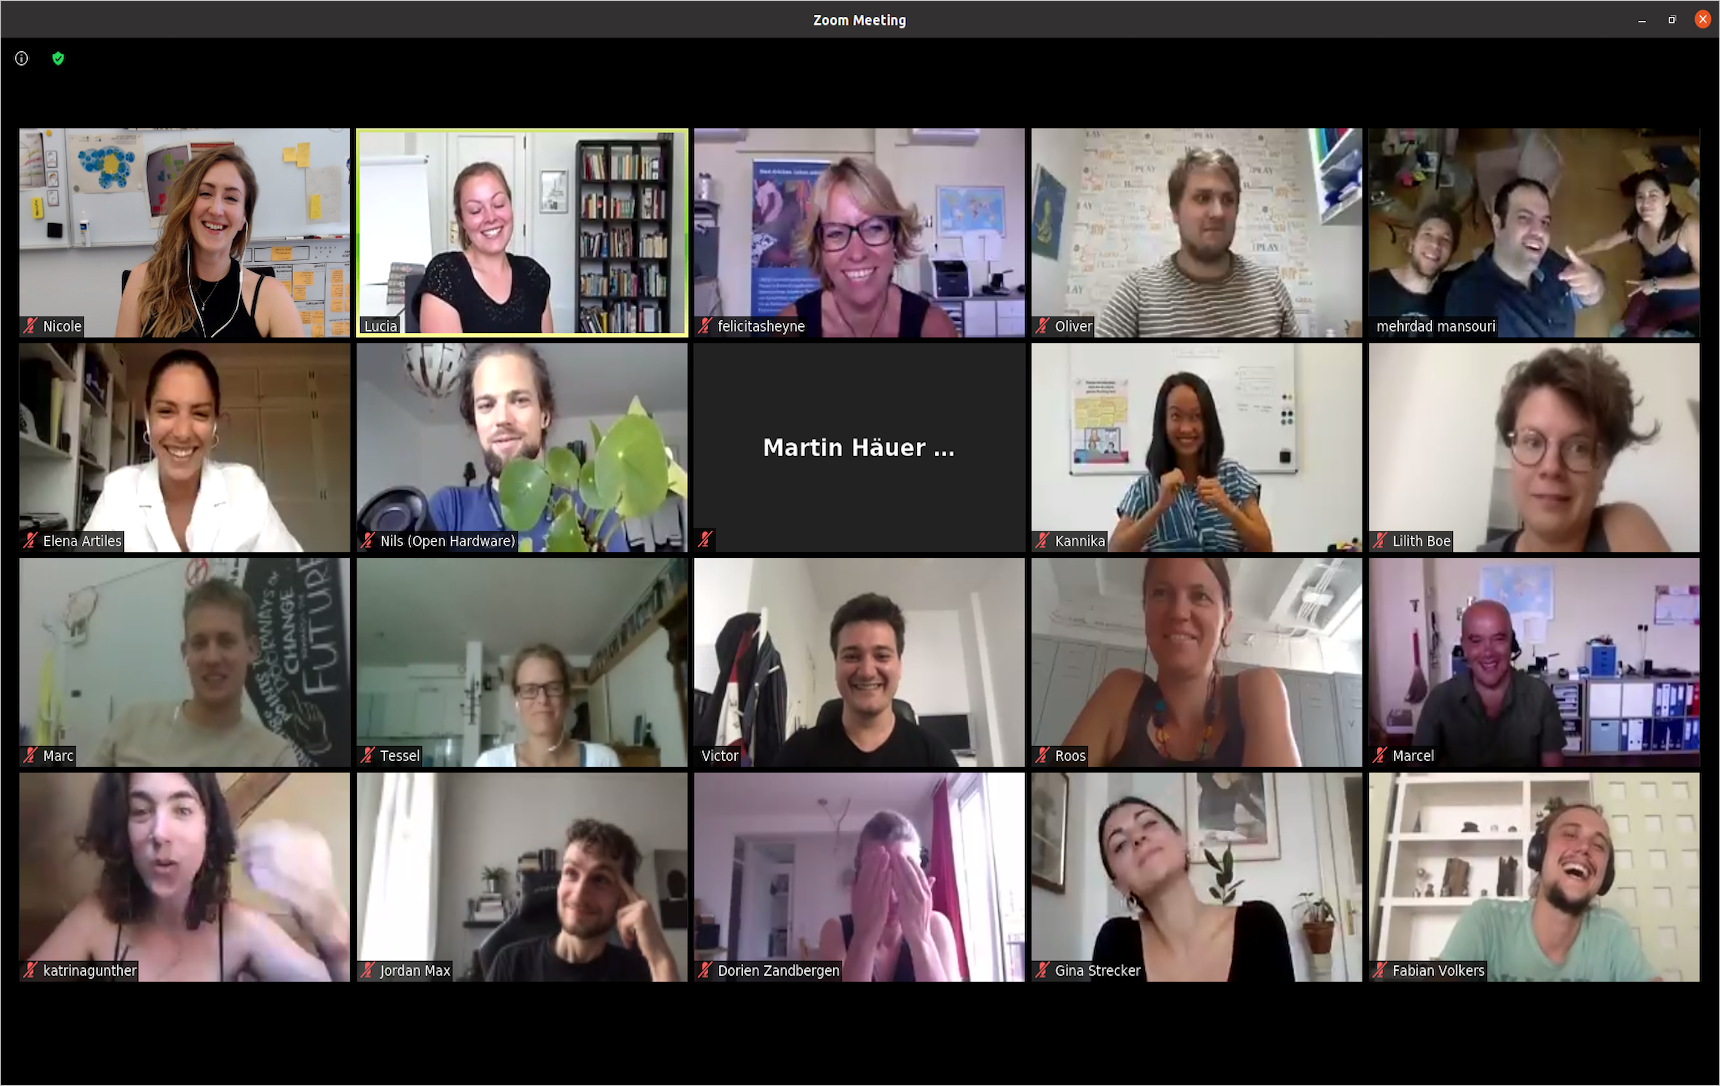 Zoom Meeting
Nicole
Lucia
felicitasheyne
Oliver
mehrdad mansouri
Elena Artiles
Nils (Open Hardware)
Martin Häuer ...
Kannika
Lilith Boe
CHANGE
FUTURE
Marc
Tessel
Victor
Roos
Marcel
katrinagunther
Jordan Max
Dorien Zandbergen
Gina Strecker
Fabian Volkers